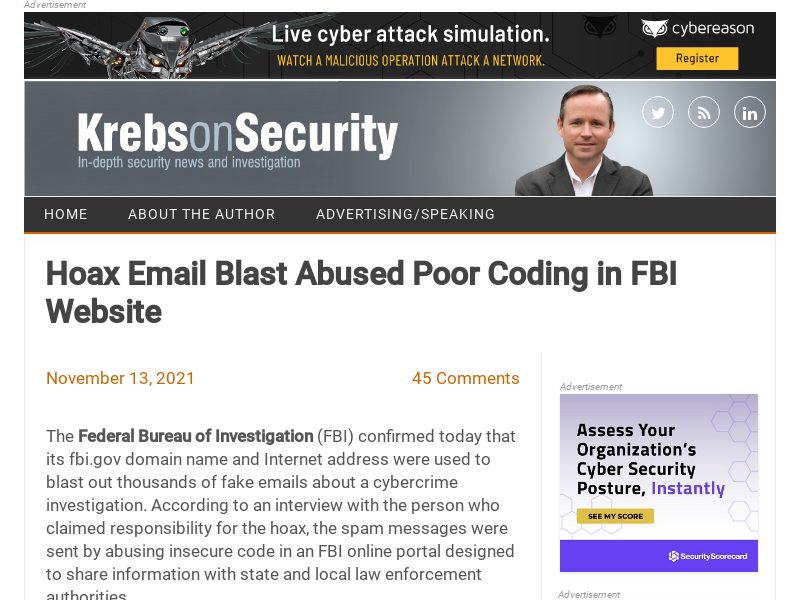 Advertisement
Live cyber attack simulation.
WATCH A MALICIOUS OPERATION ATTACK A NETWORK.
cybereason
Register
KrebsonSecurity
In-depth security news and investigation
HOME ABOUT THE AUTHOR ADVERTISING/SPEAKING
Hoax Email Blast Abused Poor Coding in FBI
Website
November 13, 2021 45 Comments
The Federal Bureau of Investigation (FBI) confirmed today that
its fbi.gov domain name and Internet address were used to
blast out thousands of fake emails about a cybercrime
investigation. According to an interview with the person who
claimed responsibility for the hoax, the spam messages were
sent by abusing insecure code in an FBI online portal designed
to share information with state and local law enforcement
authorities.
Advertisement
Assess Your
Organization's
Cyber Security
Posture, Instantly
SEE MY SCORE
SecurityScorecard
Advertisement